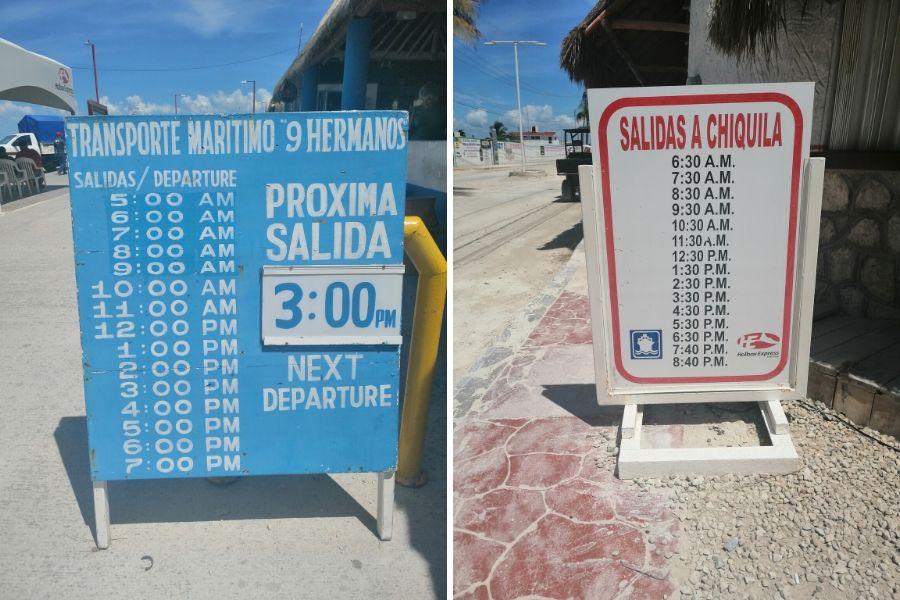 TRANSPORTE MARITIMO "9 HERMANOS
SALIDAS/ DEPARTURE
5:00 AM
6:00 AM
7:00 AM
8:00 AM
9:00 AM
10:00 AM
11:00 AM
12:00 PM
1:00 PM
2:00 PM
3:00 PM
4:00 PM
5:00 PM
6:00 PM
7:00 PM
PROXIMA
SALIDA
3:00 PM
NEXT
DEPARTURE
SALIDAS A CHIQUILA
6:30 A.M.
7:30 A.M.
8:30 A.M.
9:30 A.M.
10:30 A.M.
11:30 A.M.
12:30 P.M.
1:30 P.M.
2:30 P.M.
3:30 P.M.
4:30 P.M.
5:30 P.M.
6:30 P.M.
7:40 P.M.
8:40 P.M.
HE
Holbox Express